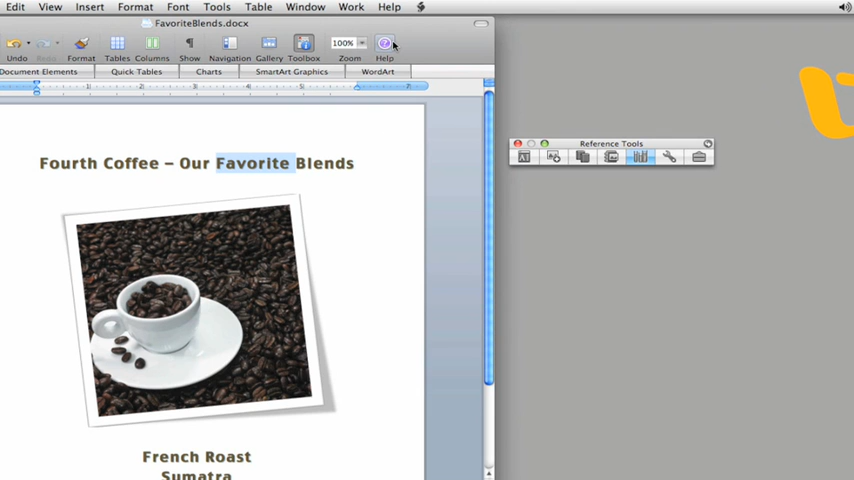 Edit View Insert Format Font Tools Table Window Work Help
FavoriteBlends.docx
100%
Undo Redo Format Tables Columns Show Navigation Gallery Toolbox Zoom Help
Document Elements Quick Tables Charts SmartArt Graphics WordArt
Reference Tools
Fourth Coffee – Our Favorite Blends
French Roast
Sumatra